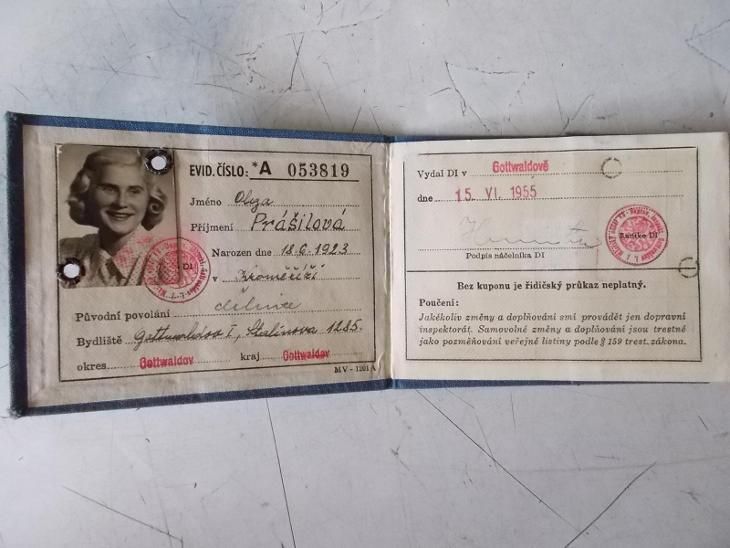 EVID. ČÍSLO: *A 053819
Jméno Olga
Příjmení Prášilová
Narozen dne 18.6.1923
v Kroměříži
Původní povolání dělnice
Bydliště Gottwaldov I, Stalinova 1285.
okres Gottwaldov kraj Gottwaldov
MV - 1201 A
Vydal DI v Gottwaldově
dne 15. VI. 1955
Podpis náčelníka DI
Razítko DI
Bez kuponu je řidičský průkaz neplatný.
Poučení:
Jakékoliv změny a doplňování smí provádět jen dopravní
inspektorát. Samovolné změny a doplňování jsou trestné
jako pozměňování veřejné listiny podle § 159 trest. zákona.